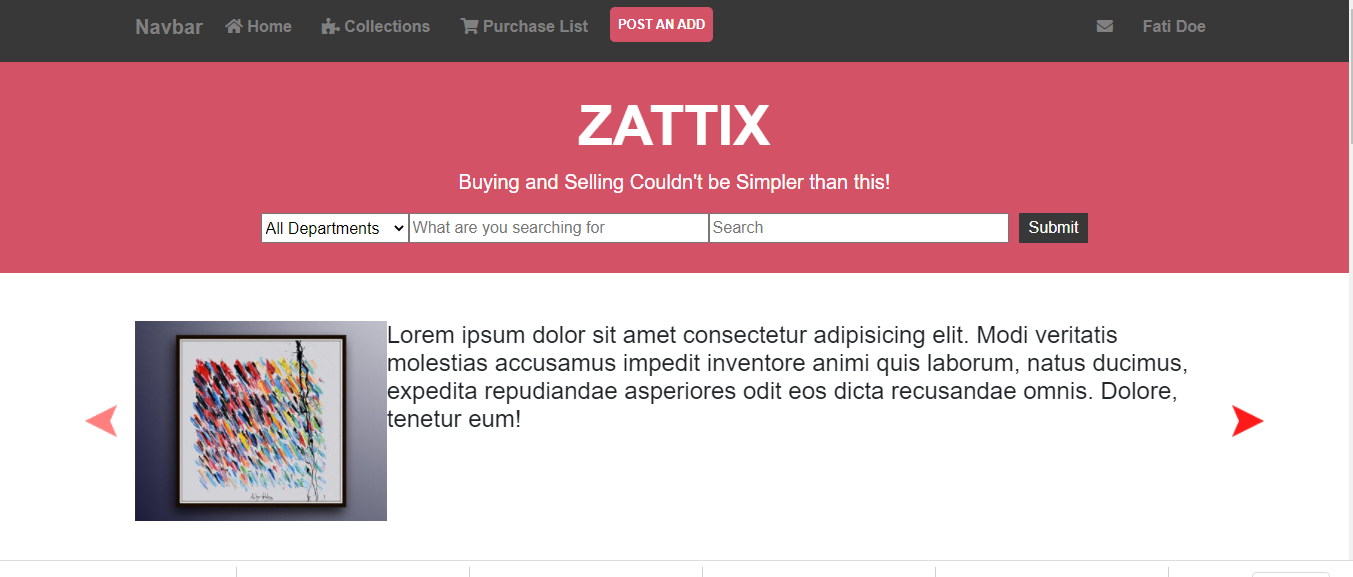 Navbar Home Collections Purchase List POST AN ADD Fati Doe
ZATTIX
Buying and Selling Couldn't be Simpler than this!
All Departments What are you searching for Search Submit
Lorem ipsum dolor sit amet consectetur adipisicing elit. Modi veritatis
molestias accusamus impedit inventore animi quis laborum, natus ducimus,
expedita repudiandae asperiores odit eos dicta recusandae omnis. Dolore,
tenetur eum!